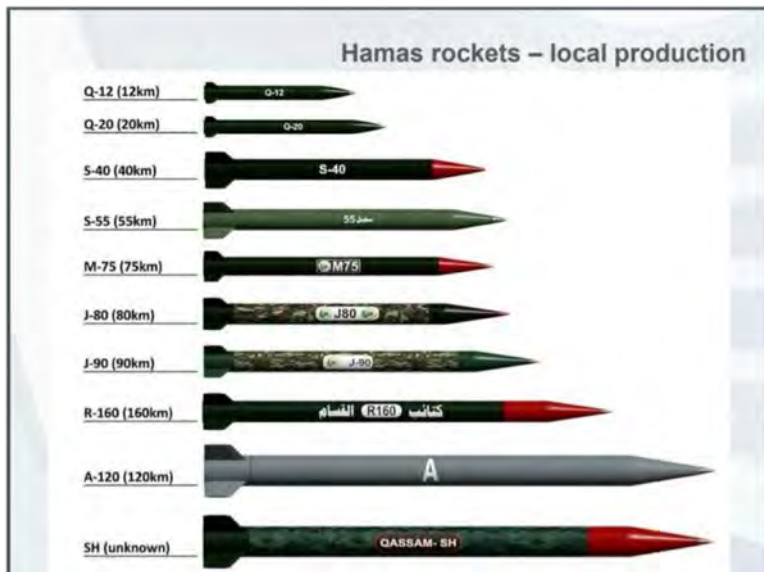 Hamas rockets – local production
Q-12 (12km)
Q-12
Q-20 (20km)
Q-20
S-40 (40km)
S-40
S-55 (55km)
سجيل55
M-75 (75km)
M75
J-80 (80km)
J80
J-90 (90km)
J-90
R-160 (160km)
كتائب R160 القسام
A-120 (120km)
A
SH (unknown)
QASSAM- SH